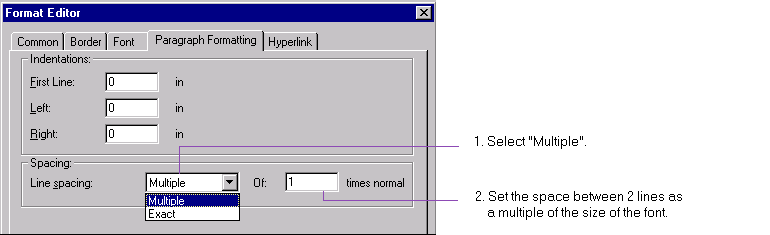 Format Editor
Common Border Font Paragraph Formatting Hyperlink
Indentations:
First Line: 0 in
Left: 0 in
Right: 0 in
1. Select "Multiple".
Spacing:
Line spacing: Multiple Of: 1 times normal
Multiple
Exact
2. Set the space between 2 lines as
a multiple of the size of the font.